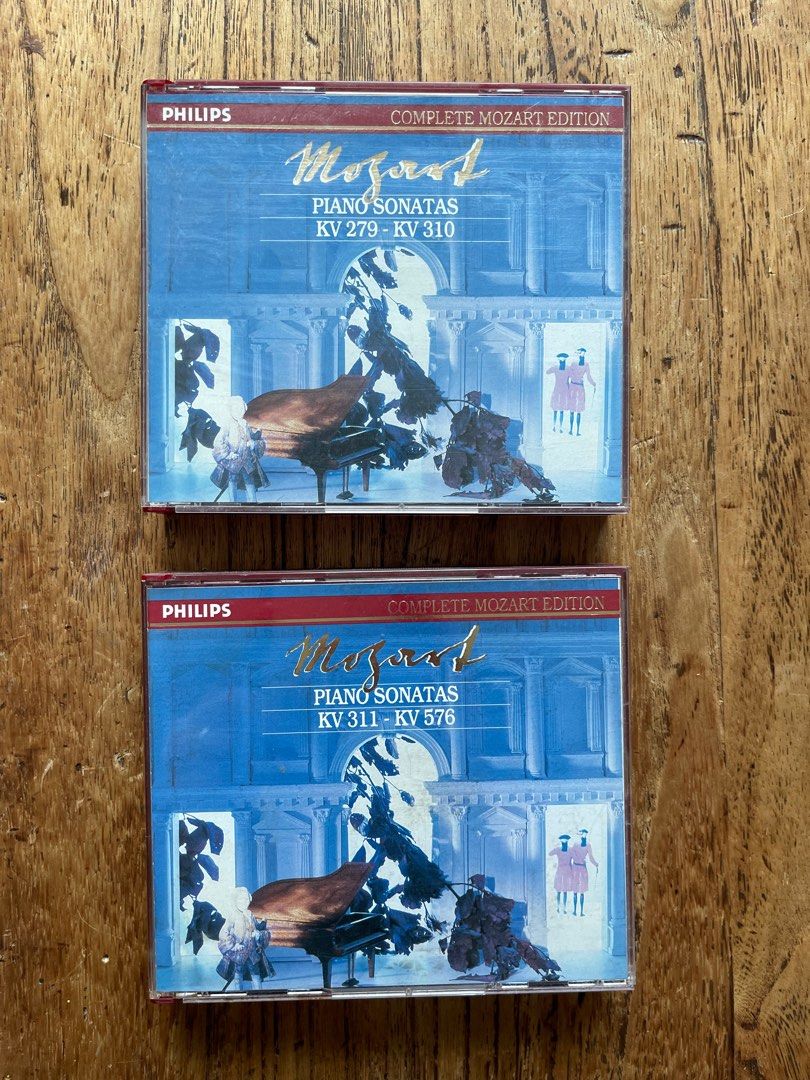 PHILIPS COMPLETE MOZART EDITION
Mozart
PIANO SONATAS
KV 279 - KV 310
PHILIPS COMPLETE MOZART EDITION
Mozart
PIANO SONATAS
KV 311 - KV 576